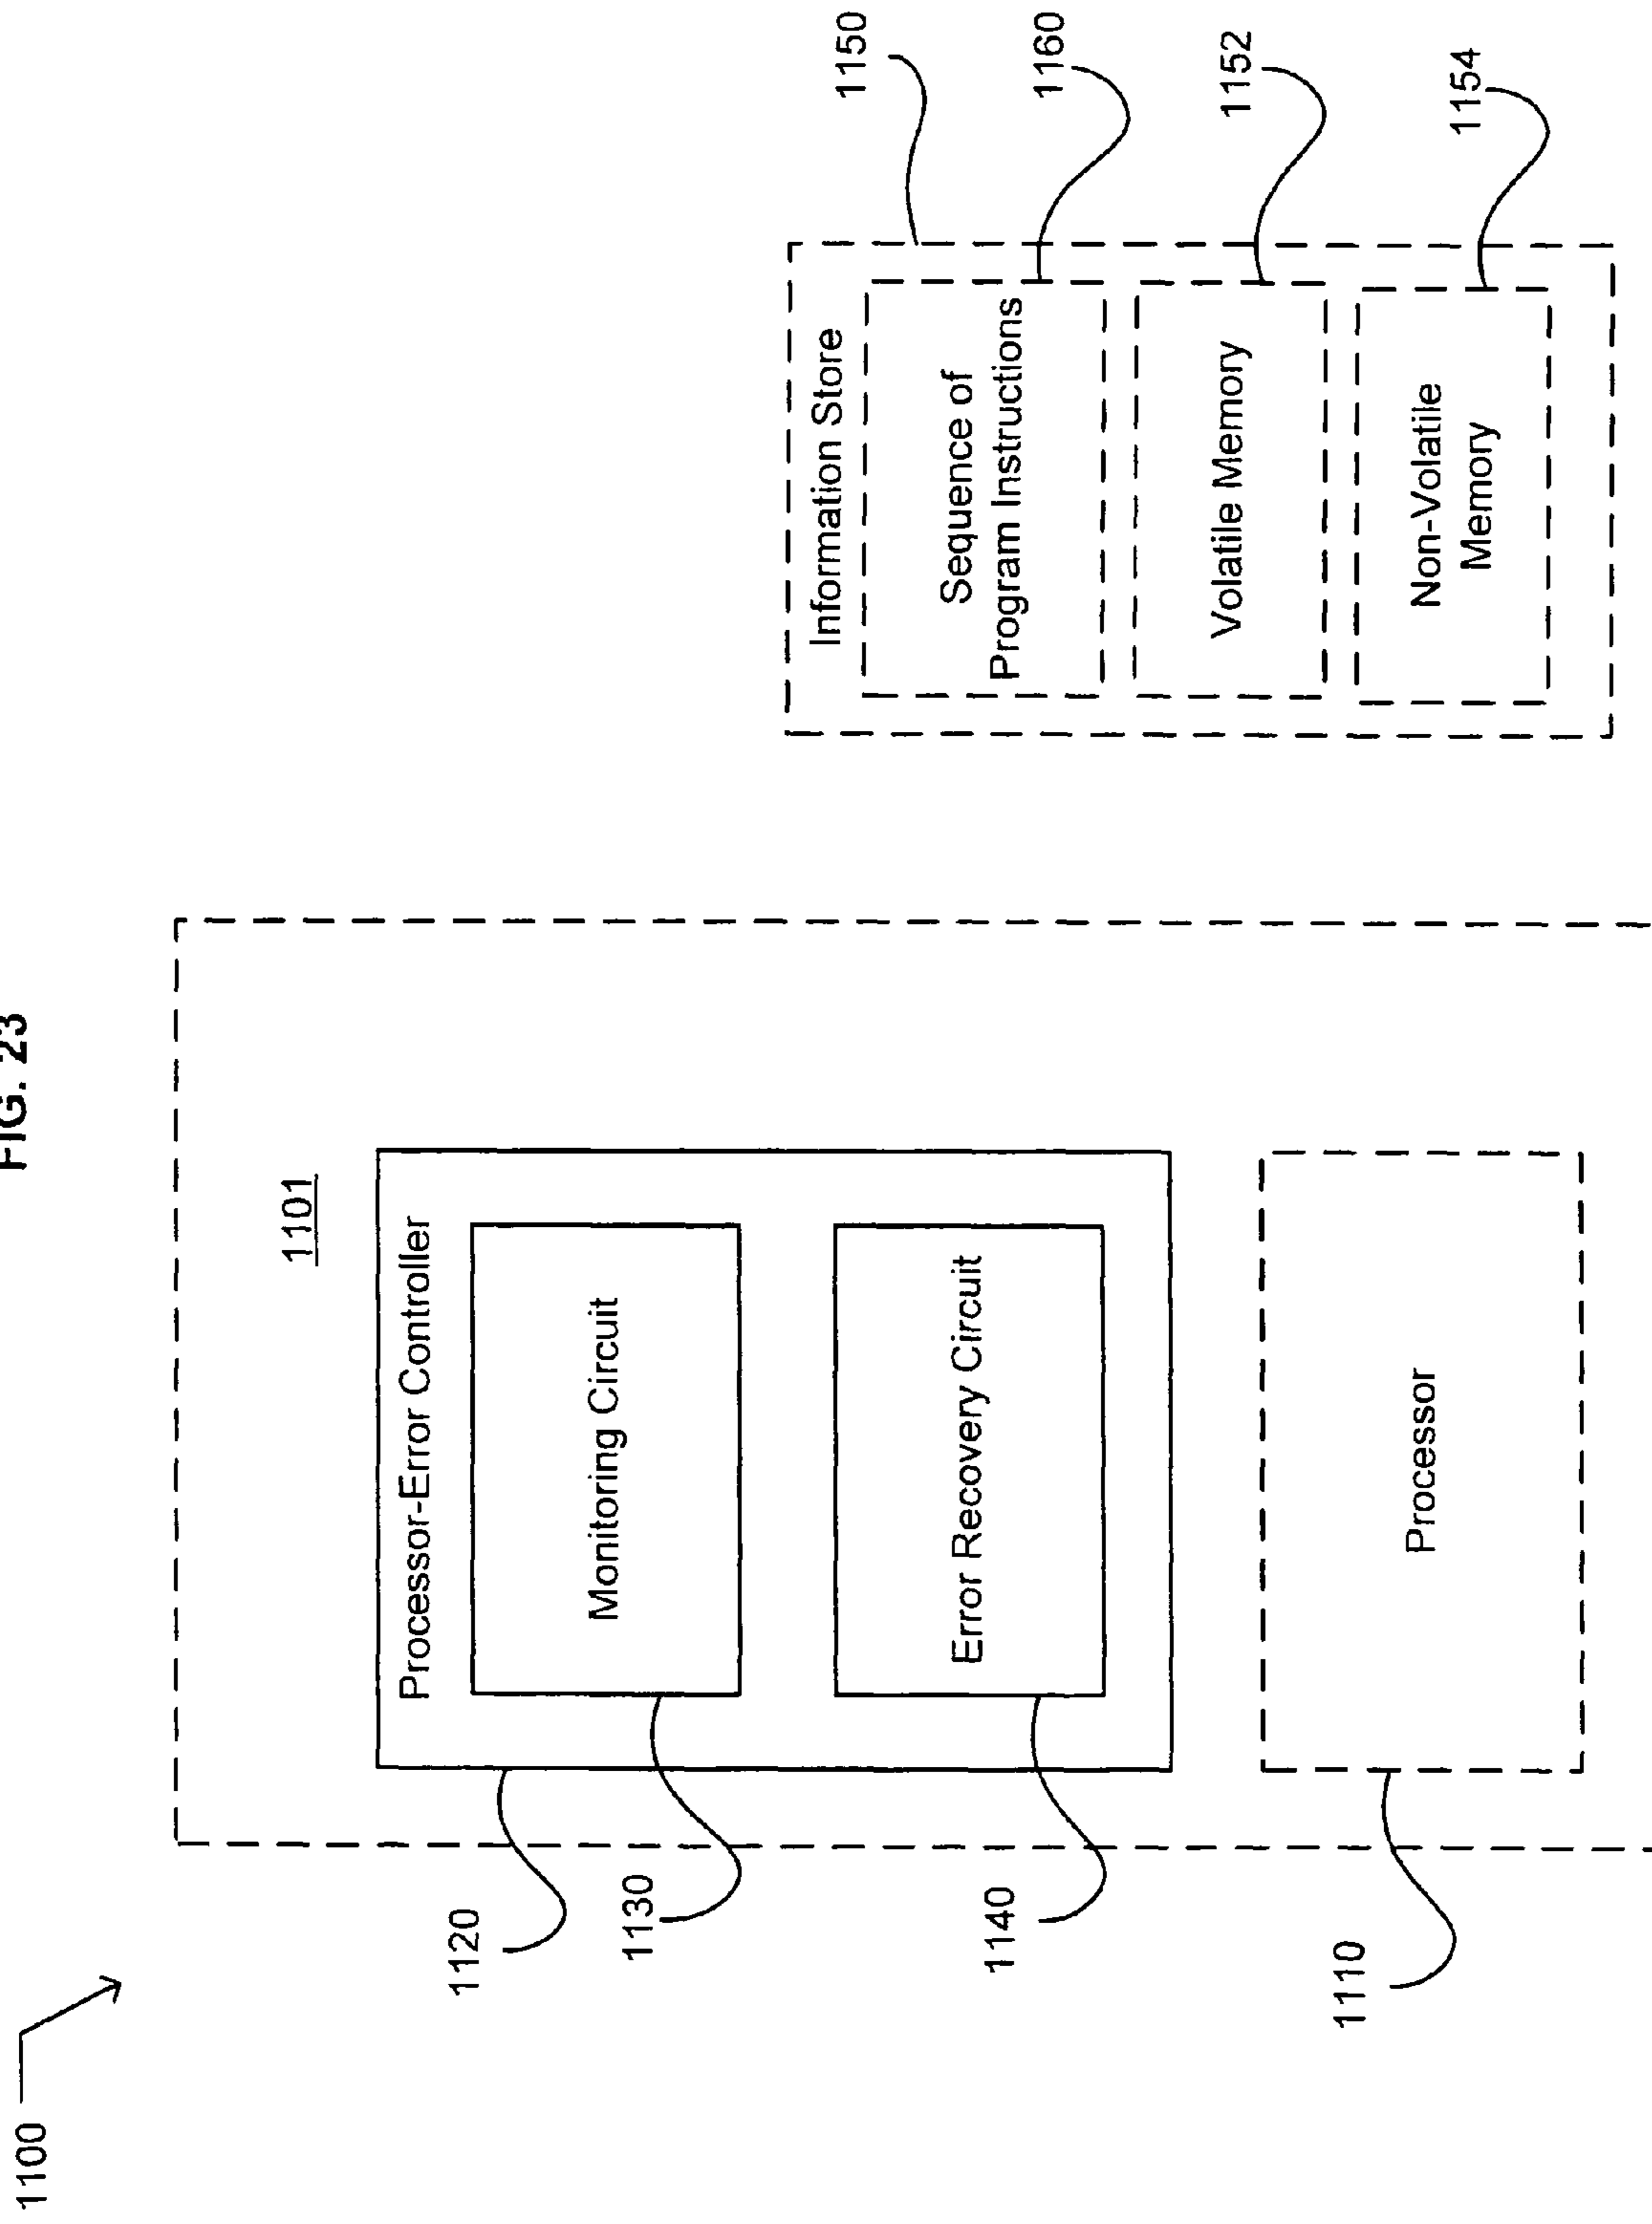 FIG. 23
1100
1101
Processor-Error Controller
Monitoring Circuit
Error Recovery Circuit
Processor
1120
1130
1140
1110
Information Store
Sequence of
Program Instructions
Volatile Memory
Non-Volatile
Memory
1150
1160
1152
1154